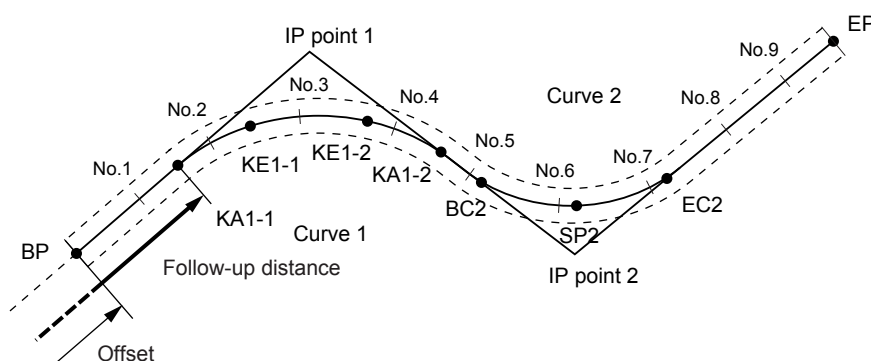 EP
IP point 1
No.9
No.3
No.2
No.4
Curve 2
No.8
No.5
No.1
KE1-1
KE1-2
No.6
No.7
KA1-2
BC2
EC2
KA1-1
SP2
BP
Curve 1
Follow-up distance
IP point 2
Offset